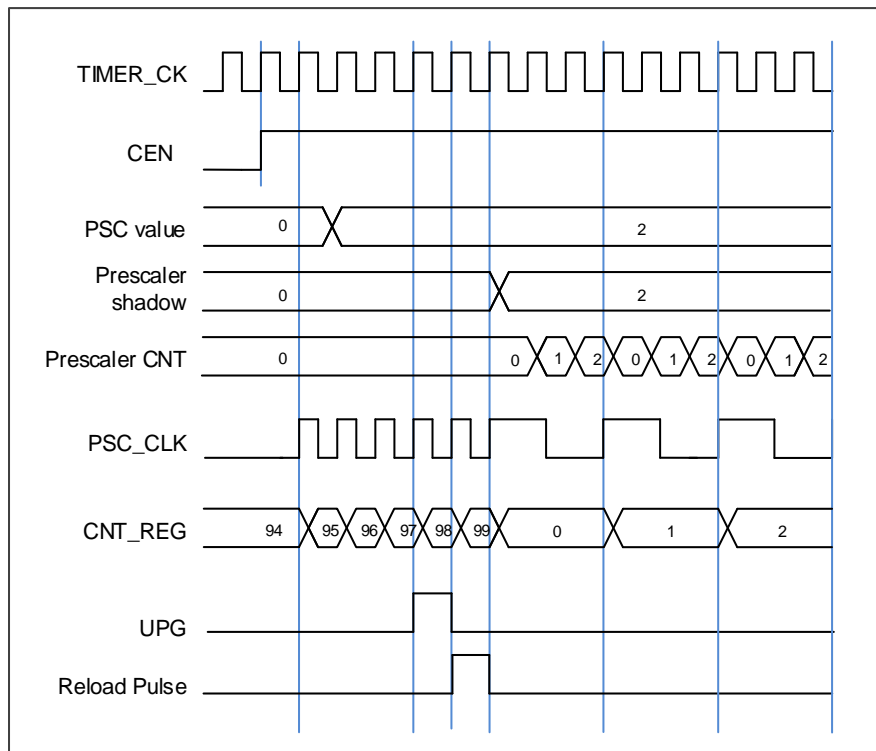 TIMER_CK
CEN
PSC value 0 2
Prescaler
shadow 0 2
Prescaler CNT 0 0 1 2 0 1 2 0 1 2
PSC_CLK
CNT_REG 94 95 96 97 98 99 0 1 2
UPG
Reload Pulse